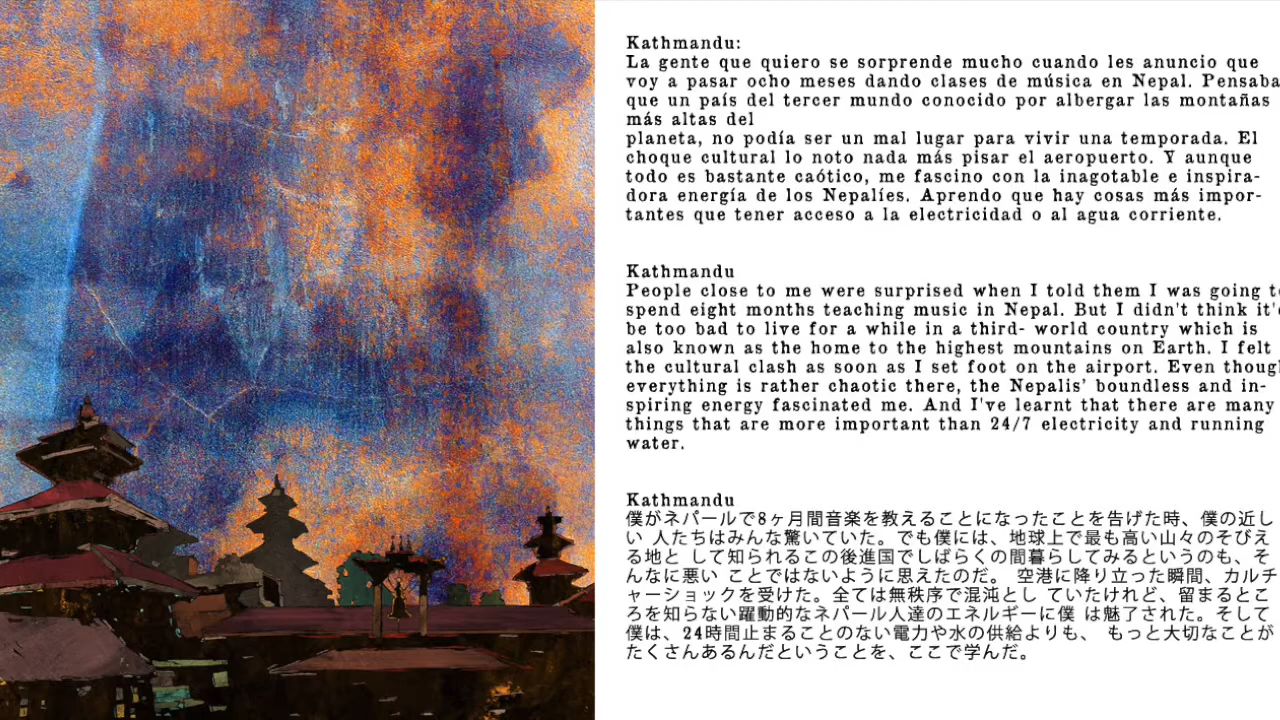 Kathmandu:
La gente que quiero se sorprende mucho cuando les anuncio que
voy a pasar ocho meses dando clases de música en Nepal. Pensaba
que un país del tercer mundo conocido por albergar las montañas
más altas del
planeta, no podía ser un mal lugar para vivir una temporada. El
choque cultural lo noto nada más pisar el aeropuerto. Y aunque
todo es bastante caótico, me fascino con la inagotable e inspira-
dora energía de los Nepalíes. Aprendo que hay cosas más impor-
tantes que tener acceso a la electricidad o al agua corriente.
Kathmandu
People close to me were surprised when I told them I was going to
spend eight months teaching music in Nepal. But I didn't think it'd
be too bad to live for a while in a third- world country which is
also known as the home to the highest mountains on Earth. I felt
the cultural clash as soon as I set foot on the airport. Even though
everything is rather chaotic there, the Nepalis' boundless and in-
spiring energy fascinated me. And I've learnt that there are many
things that are more important than 24/7 electricity and running
water.
Kathmandu
僕がネパールで8ヶ月間音楽を教えることになったことを告げた時、僕の近し
い 人たちはみんな驚いていた。でも僕には、地球上で最も高い山々のそびえ
る地と して知られるこの後進国でしばらくの間暮らしてみるというのも、そ
んなに悪い ことではないように思えたのだ。 空港に降り立った瞬間、カルチ
ャーショックを受けた。全ては無秩序で混沌とし ていたけれど、留まるとこ
ろを知らない躍動的なネパール人達のエネルギーに僕 は魅了された。そして
僕は、24時間止まることのない電力や水の供給よりも、 もっと大切なことが
たくさんあるんだということを、ここで学んだ。